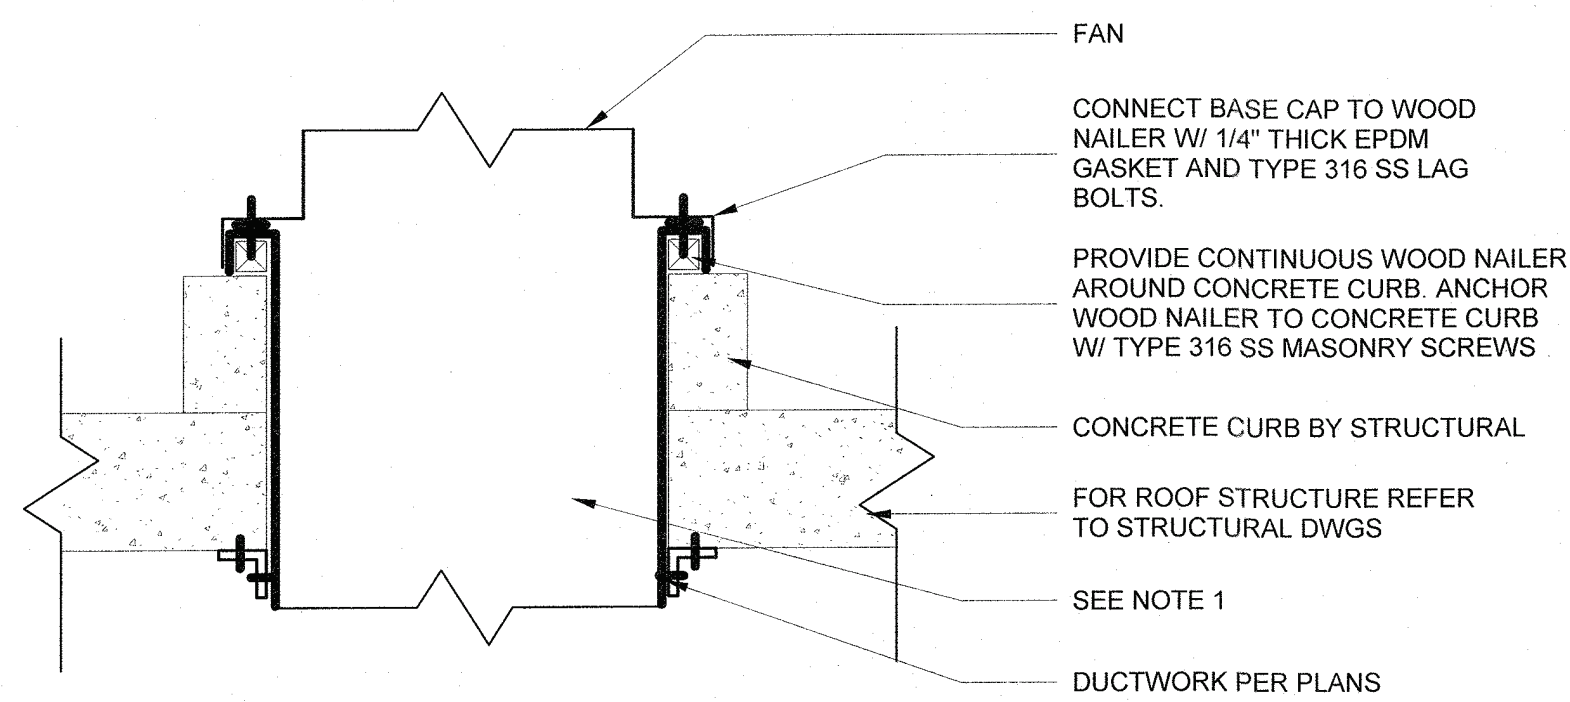 FAN
CONNECT BASE CAP TO WOOD
NAILER W/ 1/4" THICK EPDM
GASKET AND TYPE 316 SS LAG
BOLTS.
PROVIDE CONTINUOUS WOOD NAILER
AROUND CONCRETE CURB. ANCHOR
WOOD NAILER TO CONCRETE CURB
W/ TYPE 316 SS MASONRY SCREWS
CONCRETE CURB BY STRUCTURAL
FOR ROOF STRUCTURE REFER
TO STRUCTURAL DWGS
SEE NOTE 1
DUCTWORK PER PLANS